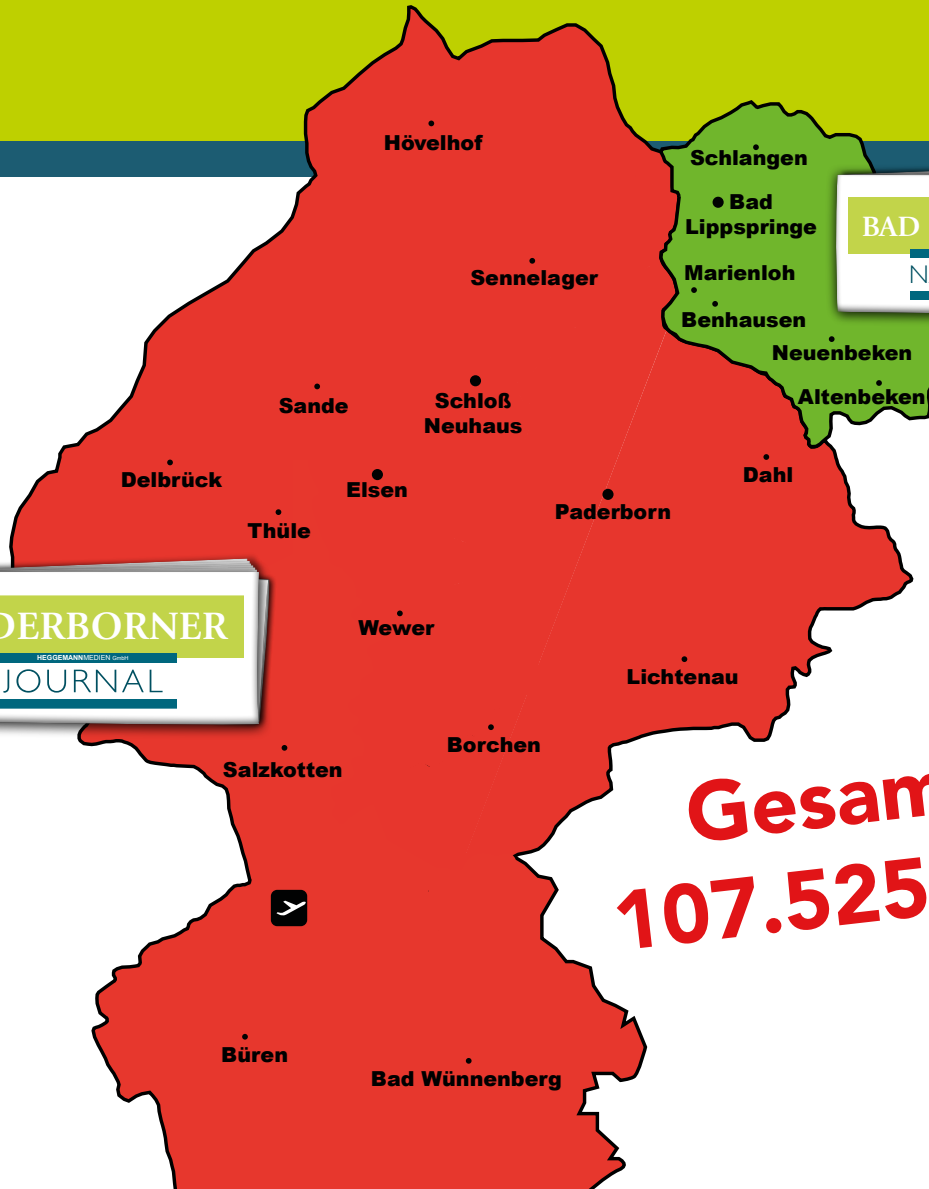 Hövelhof
Schlangen
Bad
Lippspringe
BAD
N
Marienloh
Sennelager
Benhausen
Neuenbeken
Altenbeken
Sande
Schloß
Neuhaus
Delbrück
Elsen
Dahl
Paderborn
Thüle
DERBORNER
HEGGEMANNMEDIEN GmbH
JOURNAL
Wewer
Lichtenau
Borchen
Salzkotten
Gesam
107.525
Büren
Bad Wünnenberg